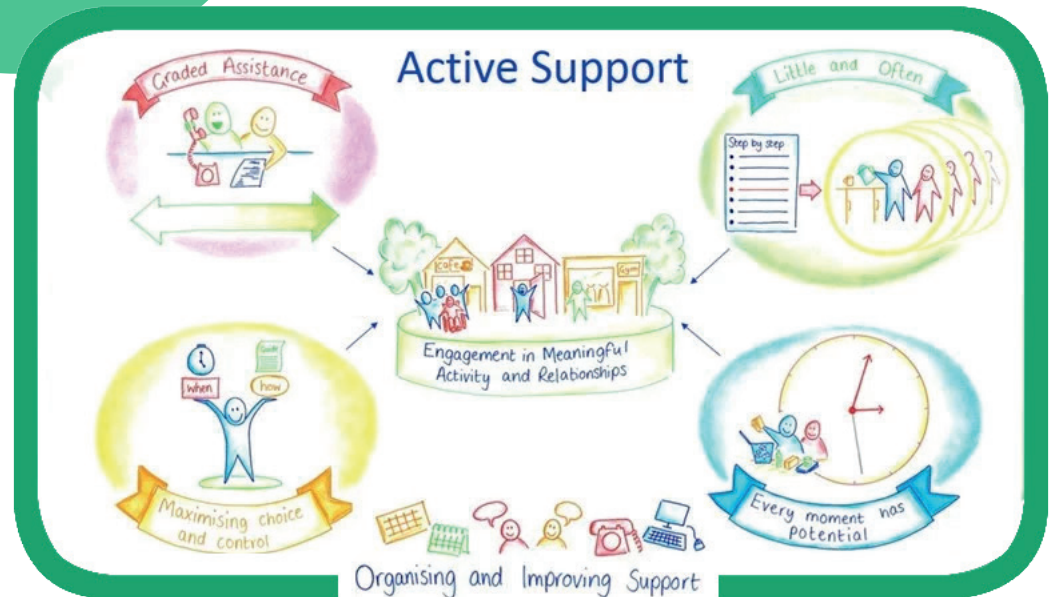 Active Support
Graded Assistance
Little and Often
Step by step
Cafe
Gym
Engagement in Meaningful
Activity and Relationships
when
Guide
how
Maximising choice
and control
Every moment has
potential
Organising and Improving Support